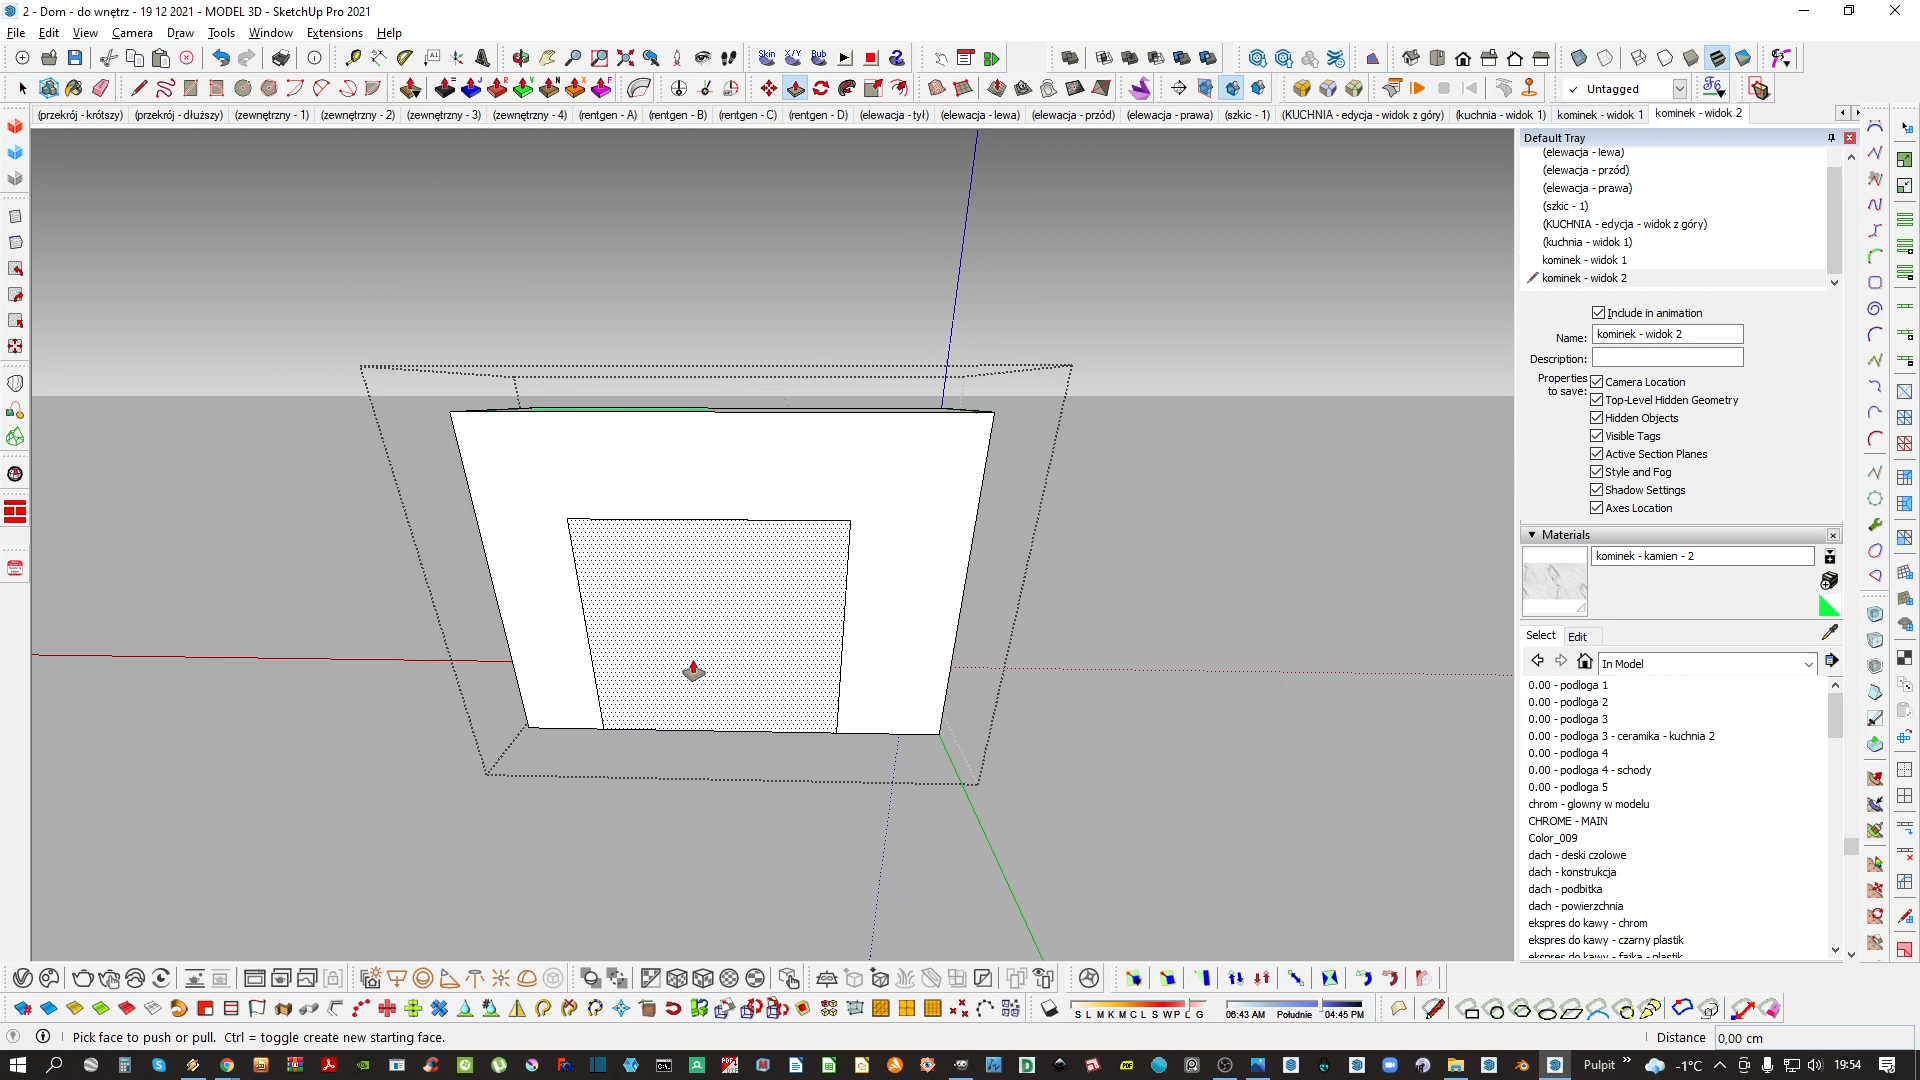 2 - Dom - do wnętrz - 19 12 2021 - MODEL 3D - SketchUp Pro 2021
File Edit View Camera Draw Tools Window Extensions Help
Skin X/Y Bub
Untagged
(przekrój - krótszy) (przekrój - dłuższy) (zewnętrzny - 1) (zewnętrzny - 2) (zewnętrzny - 3) (zewnętrzny - 4) (rentgen - A) (rentgen - B) (rentgen - C) (rentgen - D) (elewacja - tył) (elewacja - lewa) (elewacja - przód) (elewacja - prawa) (szkic - 1) (KUCHNIA - edycja - widok z góry) (kuchnia - widok 1) kominek - widok 1 kominek - widok 2
Default Tray
(elewacja - lewa)
(elewacja - przód)
(elewacja - prawa)
(szkic - 1)
(KUCHNIA - edycja - widok z góry)
(kuchnia - widok 1)
kominek - widok 1
kominek - widok 2
Include in animation
Name: kominek - widok 2
Description:
Properties to save:
Camera Location
Top-Level Hidden Geometry
Hidden Objects
Visible Tags
Active Section Planes
Style and Fog
Shadow Settings
Axes Location
Materials
kominek - kamien - 2
Select Edit
In Model
0.00 - podloga 1
0.00 - podloga 2
0.00 - podloga 3
0.00 - podloga 3 - ceramika - kuchnia 2
0.00 - podloga 4
0.00 - podloga 4 - schody
0.00 - podloga 5
chrom - glowny w modelu
CHROME - MAIN
Color_009
dach - deski czolowe
dach - konstrukcja
dach - podbitka
dach - powierzchnia
ekspres do kawy - chrom
ekspres do kawy - czarny plastik
ekspres do kawy - fajka - plastik
S L M K M C L S W P L G 06:43 AM Południe 04:45 PM
Pick face to push or pull. Ctrl = toggle create new starting face.
Distance 0,00 cm
Pulpit -1°C 19:54